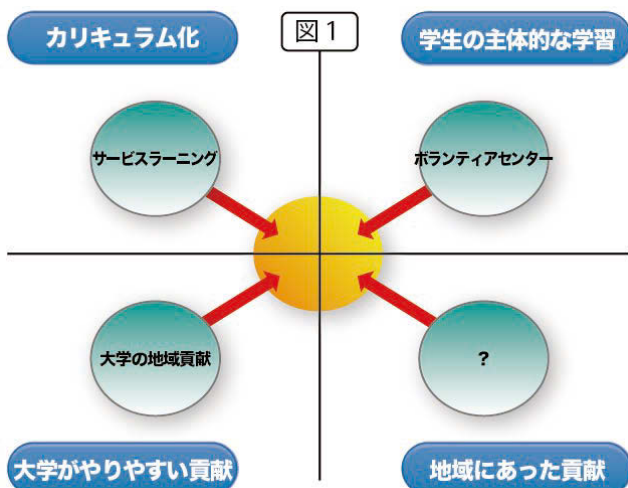 カリキュラム化
図1
学生の主体的な学習
サービスラーニング
ボランティアセンター
大学の地域貢献
?
大学がやりやすい貢献
地域にあった貢献